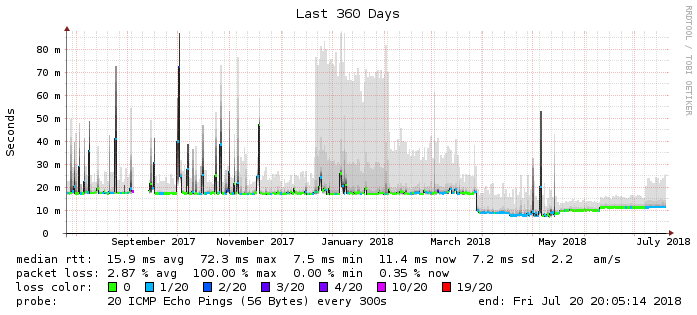 Last 360 Days
RRDTOOL / TOBI OETIKER
Seconds
80 m
70 m
60 m
50 m
40 m
30 m
20 m
10 m
0
September 2017 November 2017 January 2018 March 2018 May 2018 July 2018
median rtt: 15.9 ms avg 72.3 ms max 7.5 ms min 11.4 ms now 7.2 ms sd 2.2 am/s
packet loss: 2.87 % avg 100.00 % max 0.00 % min 0.35 % now
loss color: 0 1/20 2/20 3/20 4/20 10/20 19/20
probe: 20 ICMP Echo Pings (56 Bytes) every 300s end: Fri Jul 20 20:05:14 2018